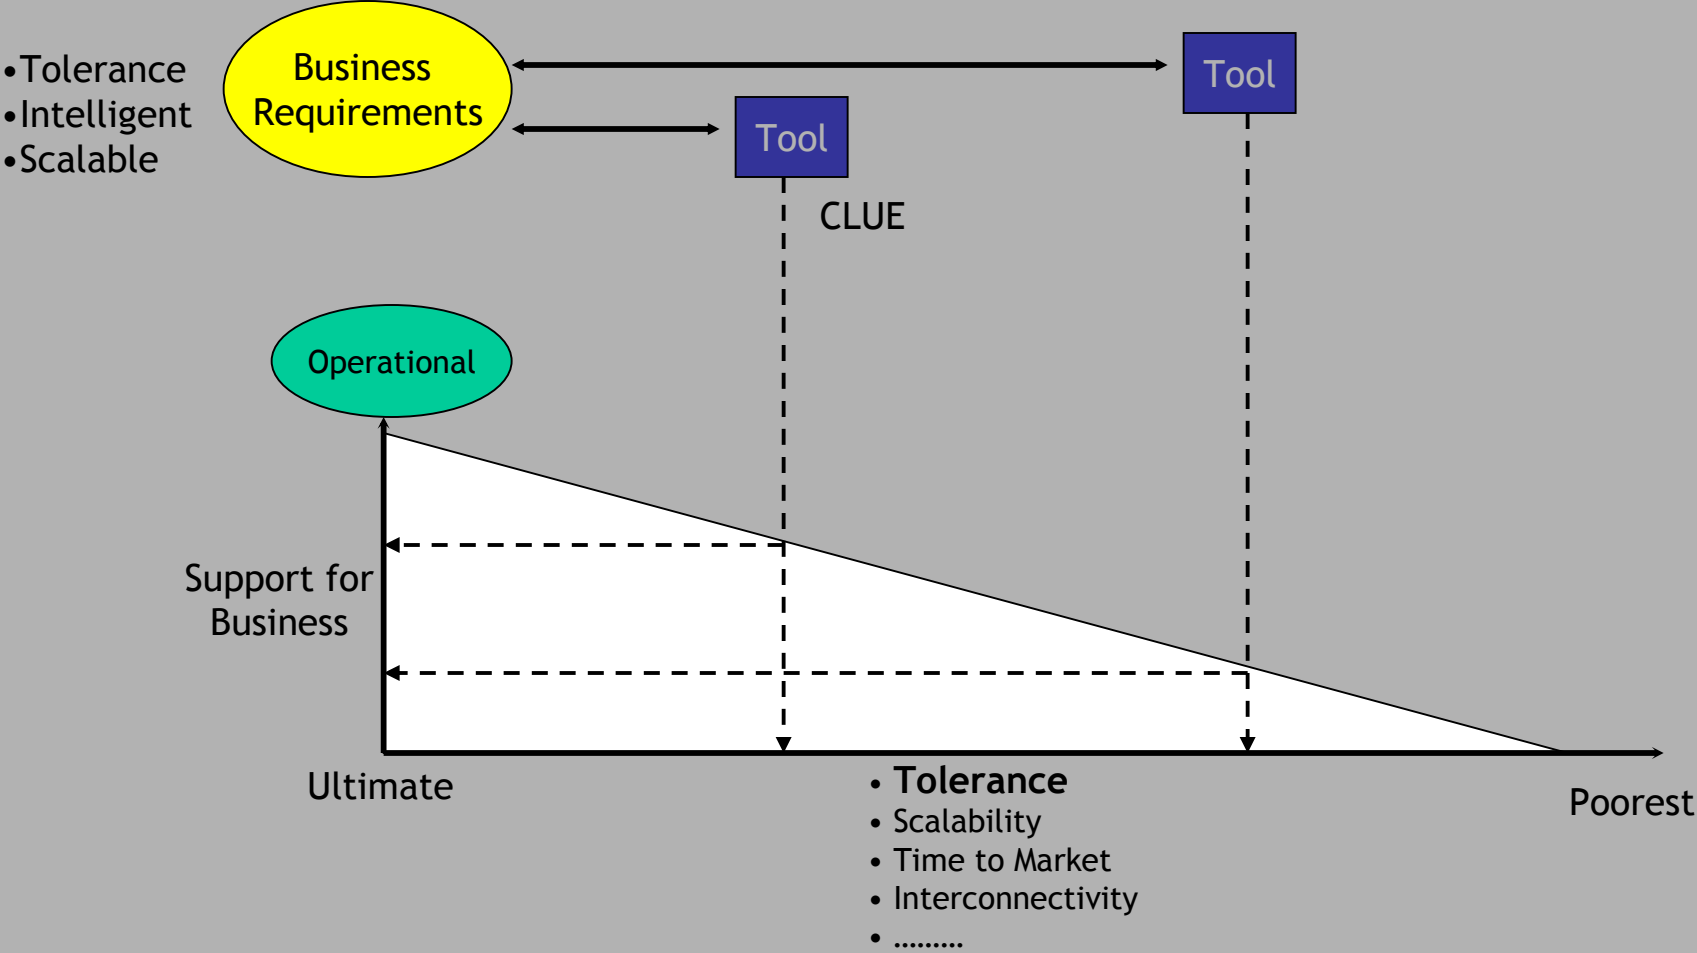 •Tolerance
•Intelligent
•Scalable
Business
Requirements
Tool
Tool
CLUE
Operational
Support for
Business
Ultimate
Poorest
• Tolerance
• Scalability
• Time to Market
• Interconnectivity
• .........